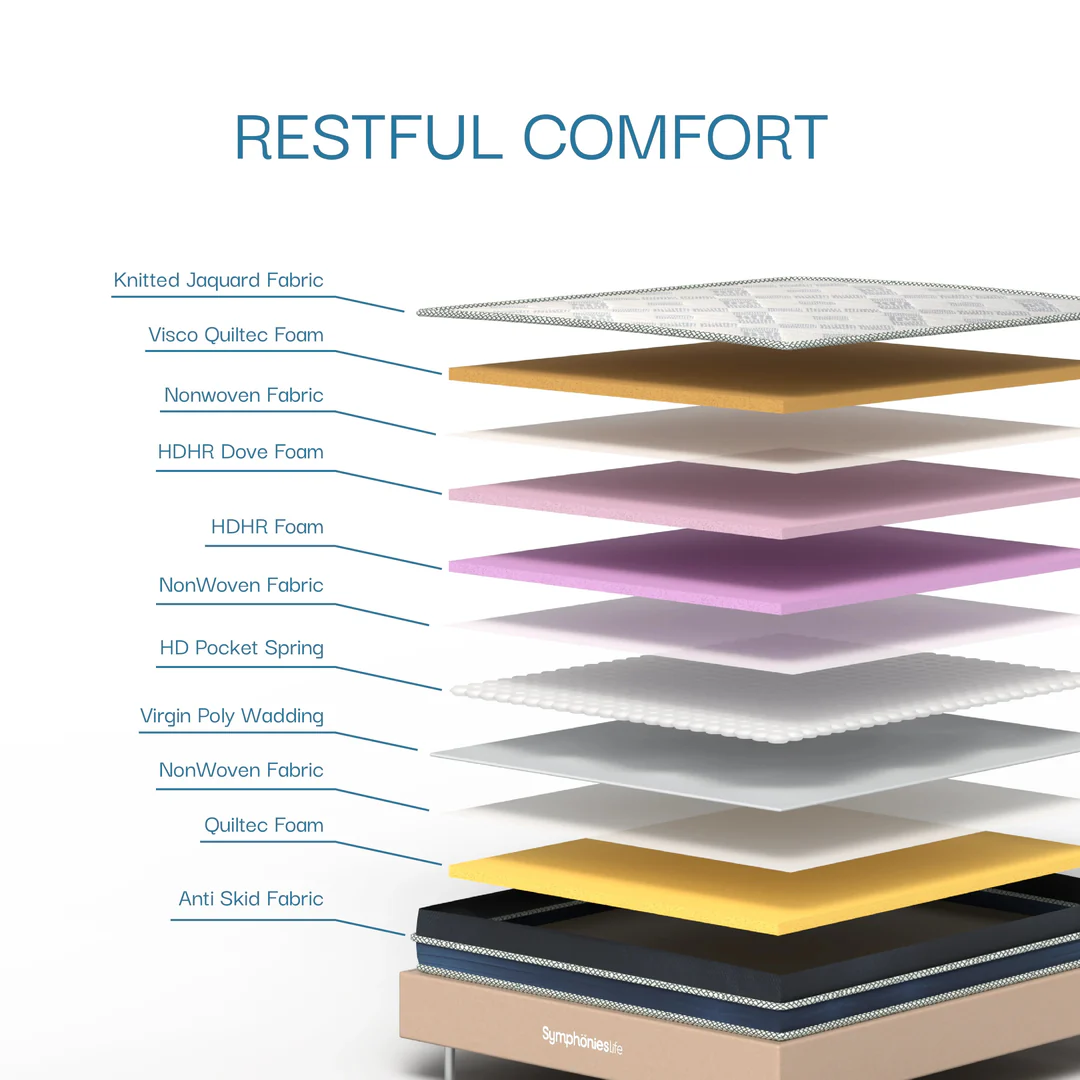 RESTFUL COMFORT
Knitted Jaquard Fabric
Visco Quiltec Foam
Nonwoven Fabric
HDHR Dove Foam
HDHR Foam
NonWoven Fabric
HD Pocket Spring
Virgin Poly Wadding
NonWoven Fabric
Quiltec Foam
Anti Skid Fabric
Symphönieslife